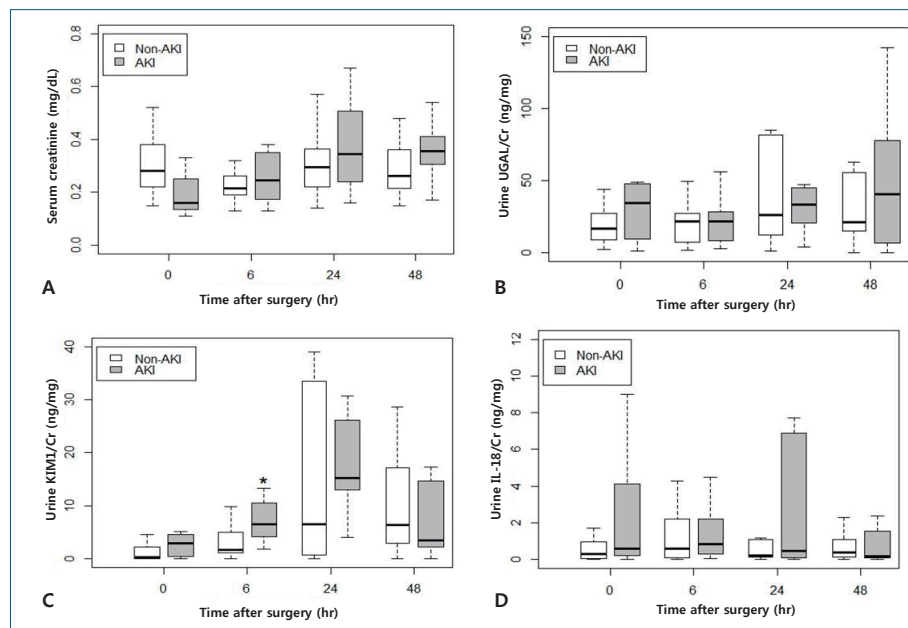 Non-AKI
AKI
Serum creatinine (mg/dL)
0.8
0.6
0.4
0.2
0.0
0 6 24 48
A
Time after surgery (hr)
Non-AKI
AKI
Urine UGAL/Cr (ng/mg)
150
100
50
0
0 6 24 48
B
Time after surgery (hr)
Non-AKI
AKI
Urine KIM1/Cr (ng/mg)
40
30
20
10
0
*
0 6 24 48
C
Time after surgery (hr)
Non-AKI
AKI
Urine IL-18/Cr (ng/mg)
12
10
8
6
4
2
0
0 6 24 48
D
Time after surgery (hr)